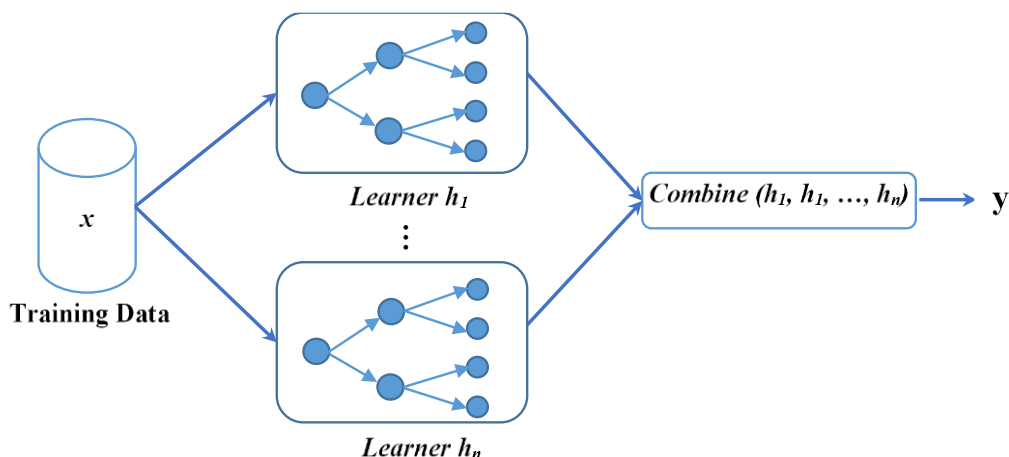 x
Training Data
Learner h₁
⋮
Learner hₙ
Combine (h₁, h₁, …, hₙ)
y